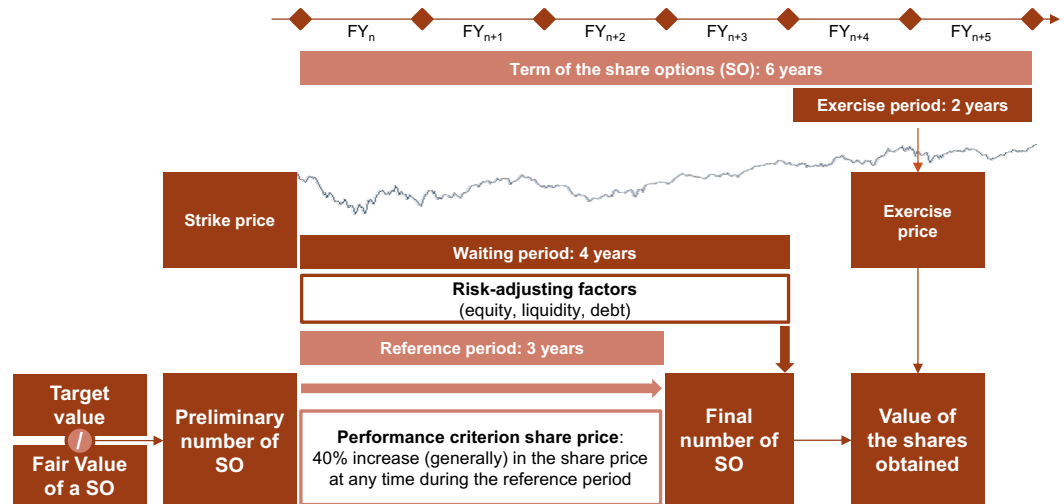 FYn
FYn+1
FYn+2
FYn+3
FYn+4
FYn+5
Term of the share options (SO): 6 years
Exercise period: 2 years
Strike price
Exercise
price
Waiting period: 4 years
Risk-adjusting factors
(equity, liquidity, debt)
Reference period: 3 years
Target
value
/
Fair Value
of a SO
Preliminary
number of
SO
Performance criterion share price:
40% increase (generally) in the share price
at any time during the reference period
Final
number of
SO
Value of
the shares
obtained